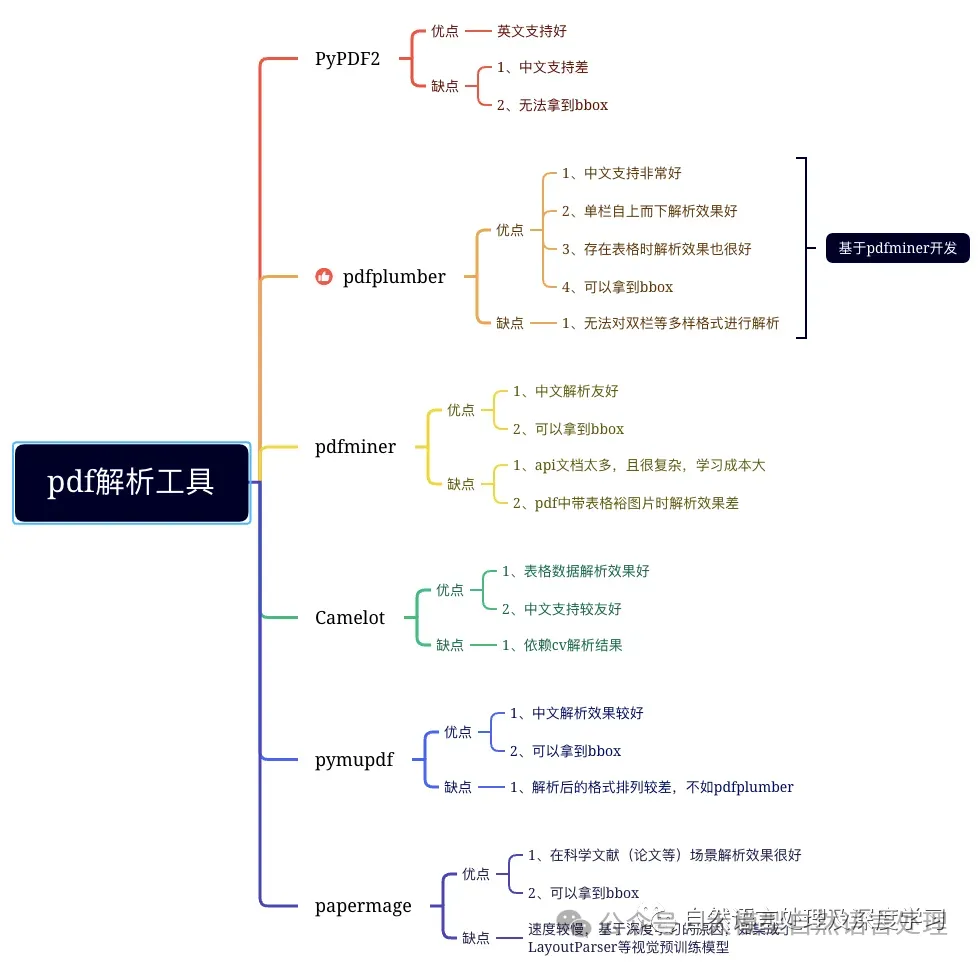 pdf解析工具
PyPDF2
优点
英文支持好
缺点
1、中文支持差
2、无法拿到bbox
pdfplumber
优点
1、中文支持非常好
2、单栏自上而下解析效果好
3、存在表格时解析效果也很好
4、可以拿到bbox
缺点
1、无法对双栏等多样格式进行解析
基于pdfminer开发
pdfminer
优点
1、中文解析友好
2、可以拿到bbox
缺点
1、api文档太多，且很复杂，学习成本大
2、pdf中带表格裕图片时解析效果差
Camelot
优点
1、表格数据解析效果好
2、中文支持较友好
缺点
1、依赖cv解析结果
pymupdf
优点
1、中文解析效果较好
2、可以拿到bbox
缺点
1、解析后的格式排列较差，不如pdfplumber
papermage
优点
1、在科学文献（论文等）场景解析效果很好
2、可以拿到bbox
缺点
速度较慢，基于深度学习的原因，如集成了
LayoutParser等视觉预训练模型
公众号
自然语言处理及深度学习